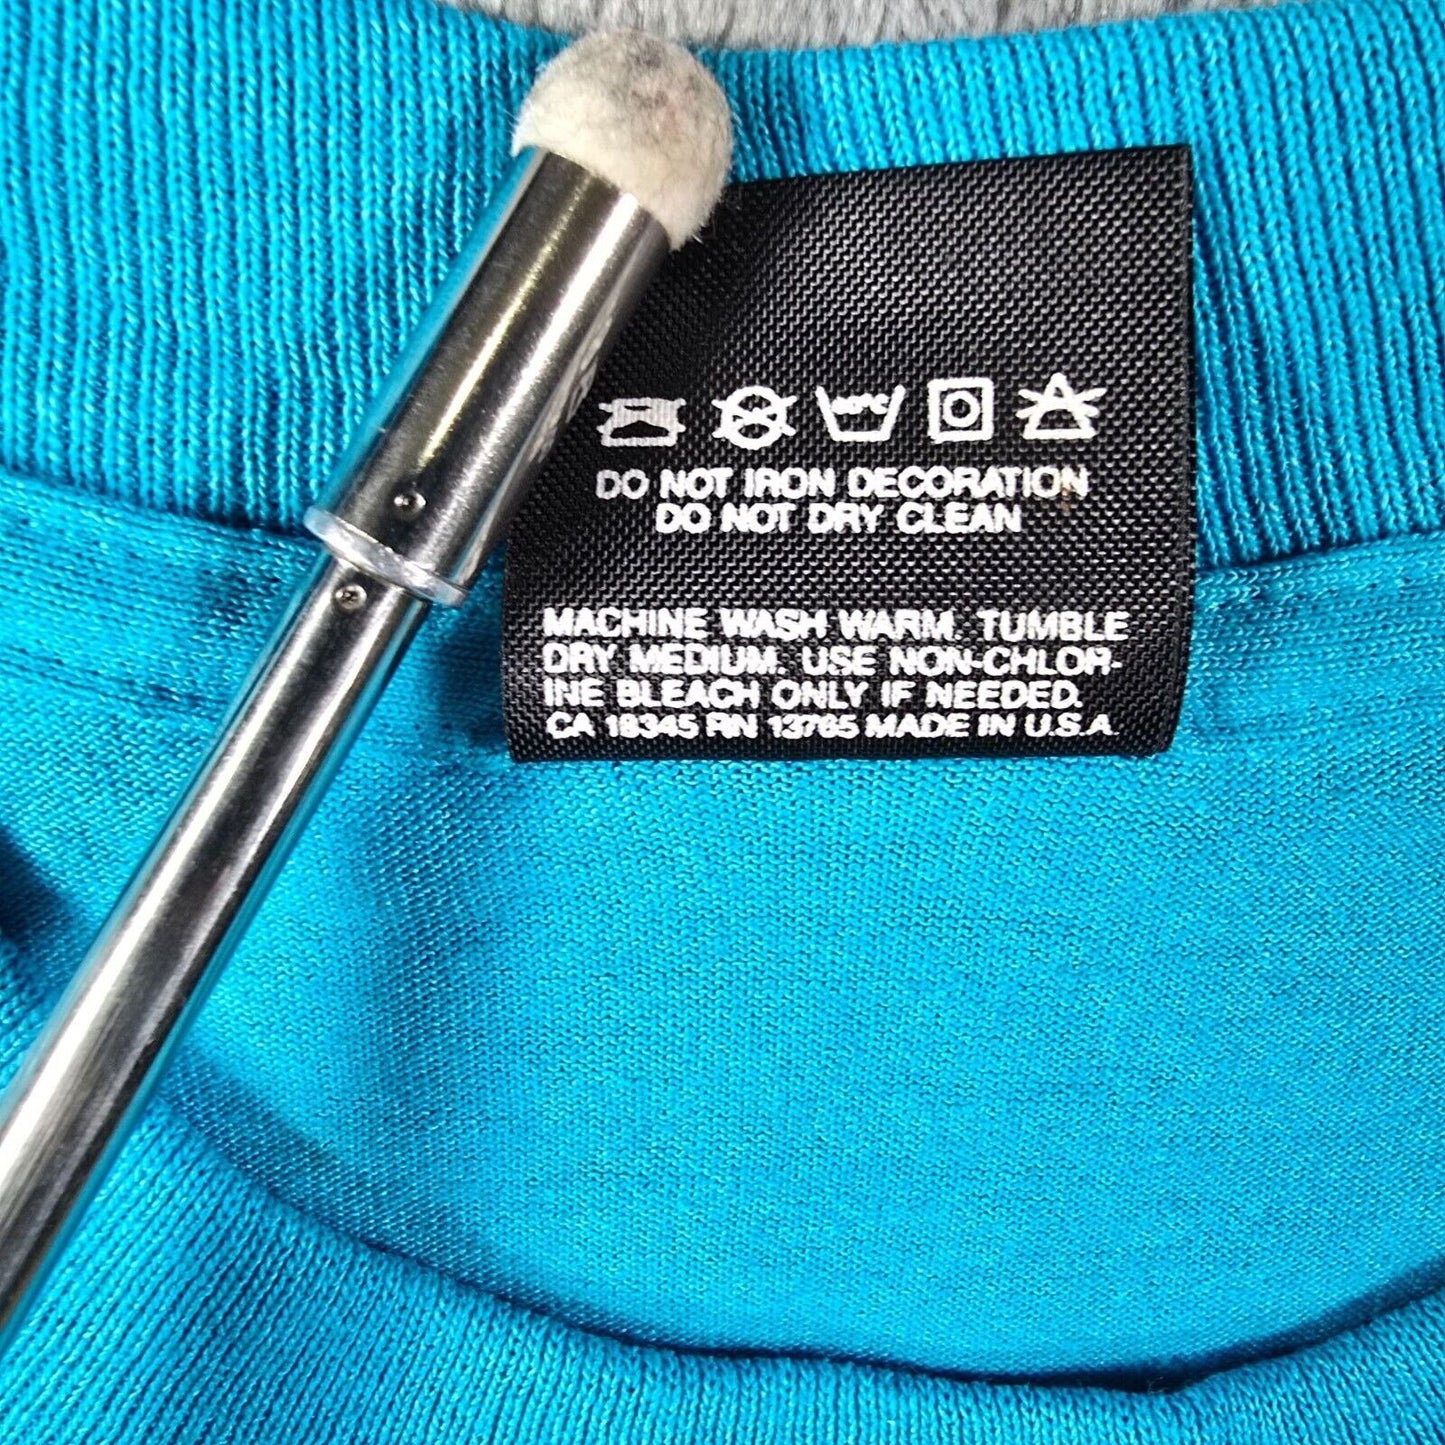 DO NOT IRON DECORATION
DO NOT DRY CLEAN
MACHINE WASH WARM. TUMBLE
DRY MEDIUM. USE NON-CHLOR-
INE BLEACH ONLY IF NEEDED.
CA 18345 RN 13765 MADE IN U.S.A.